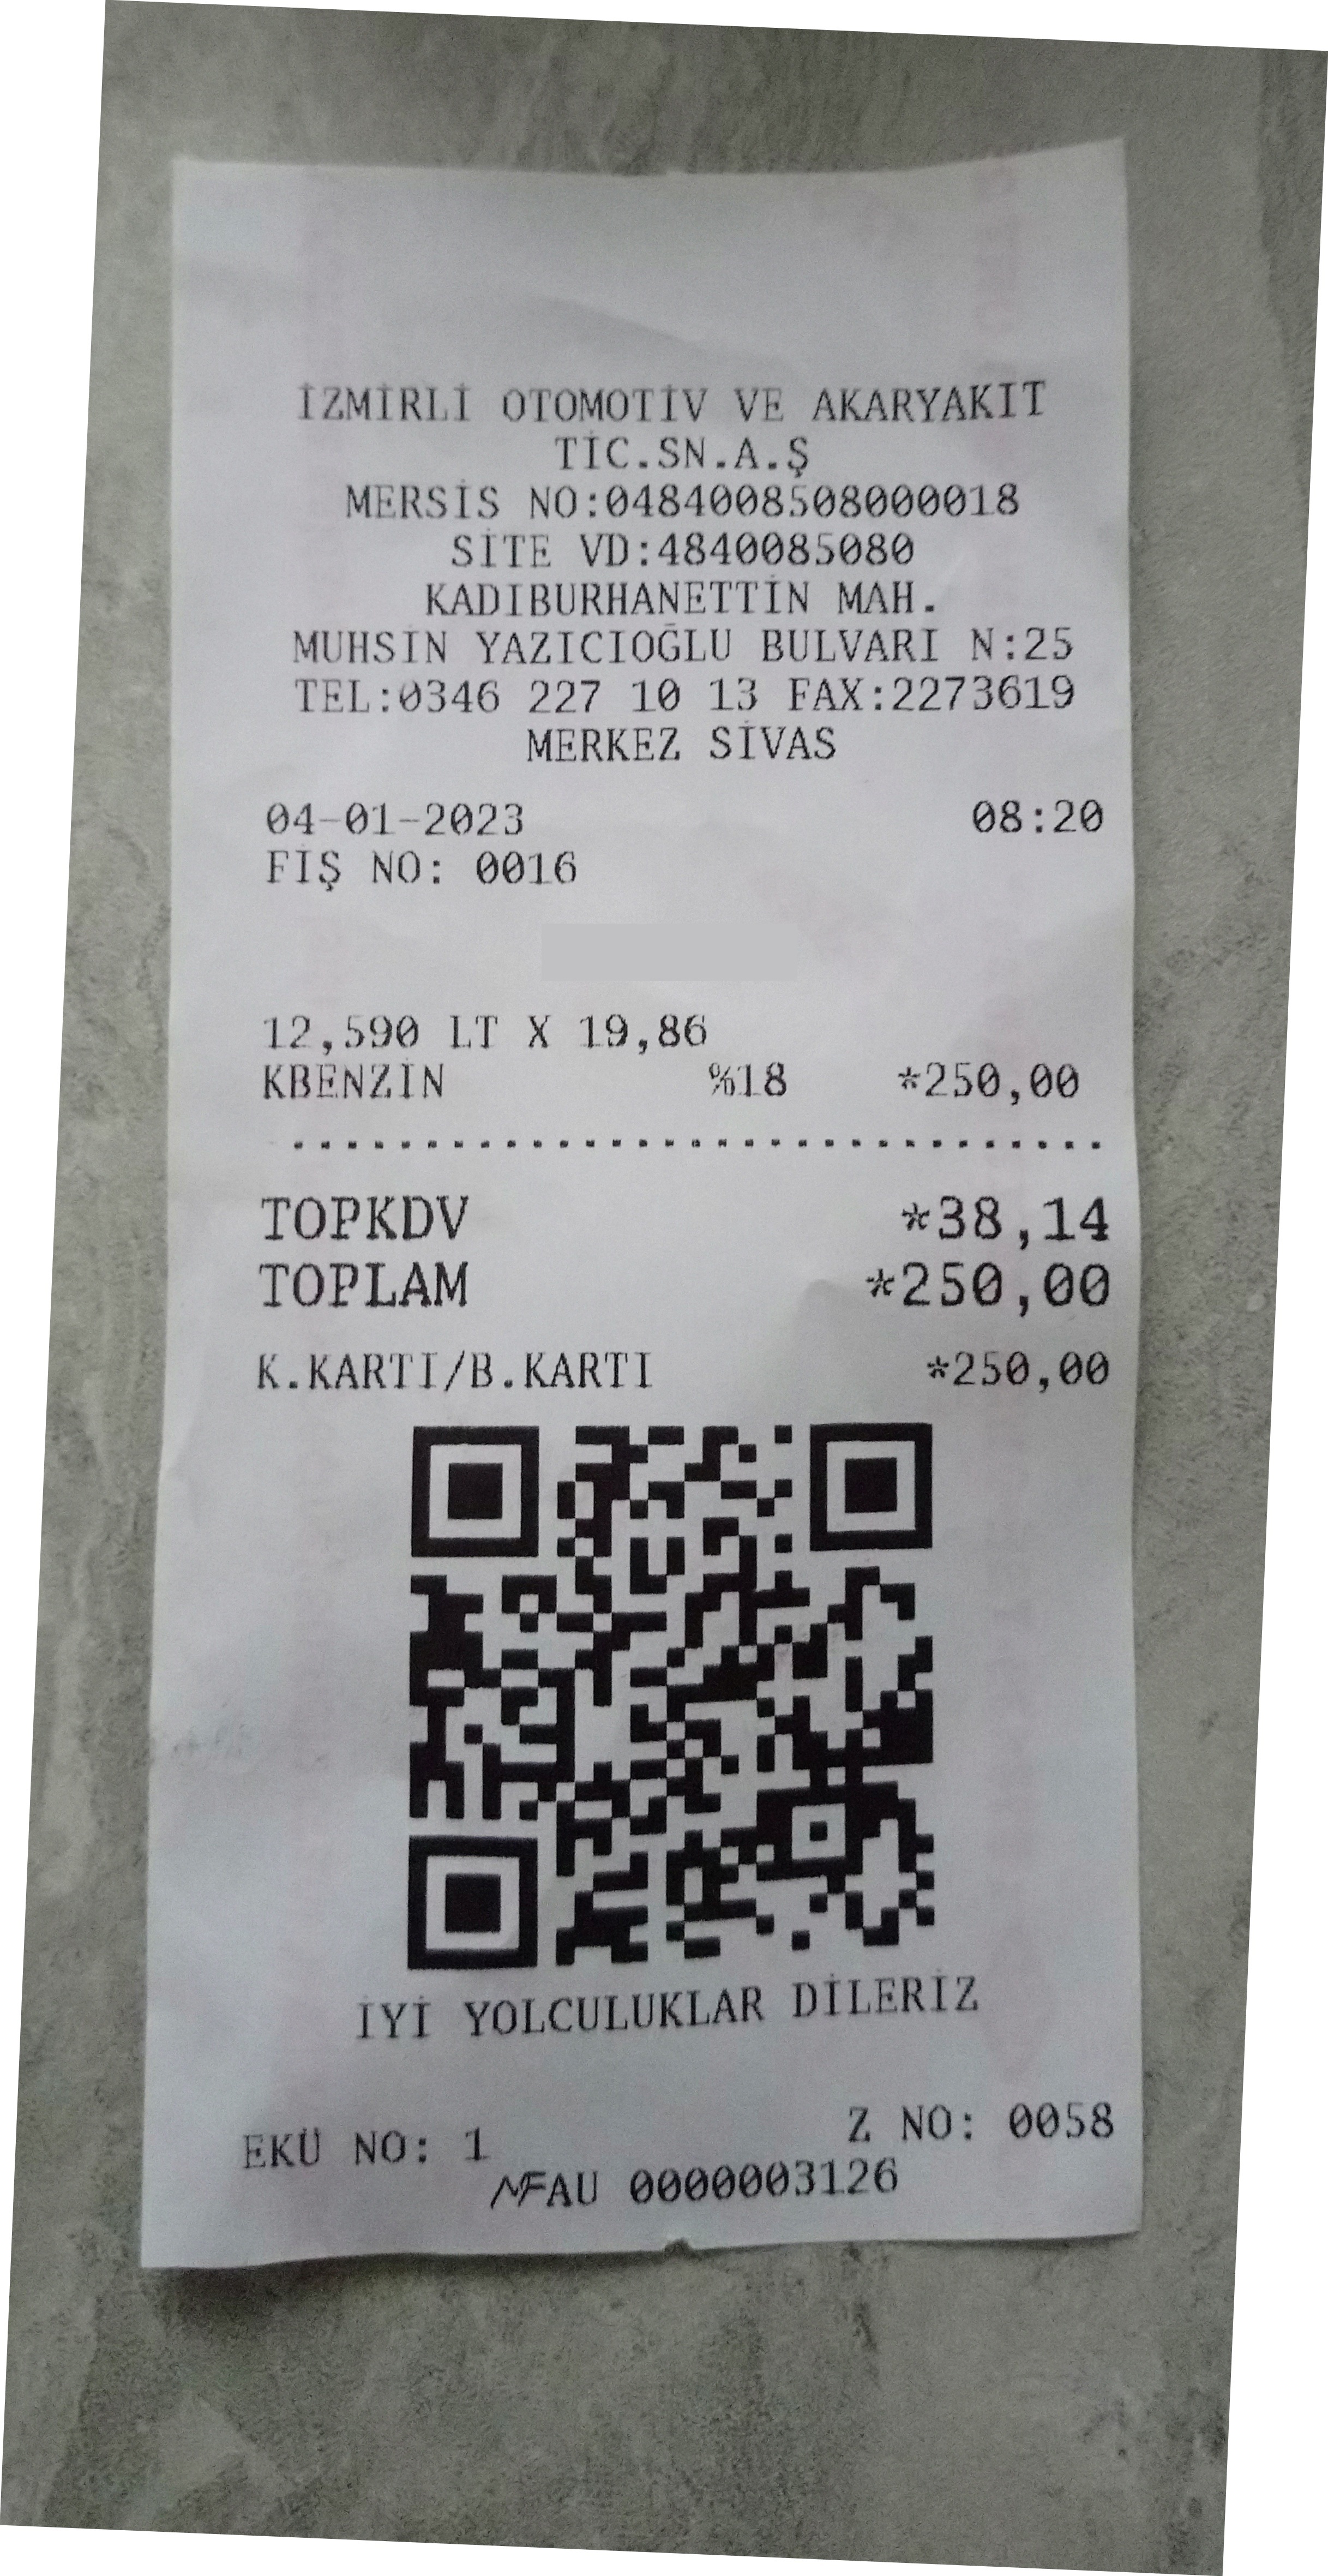 İZMİRLİ OTOMOTİV VE AKARYAKIT
TİC.SN.A.Ş
MERSİS NO:0484008508000018
SİTE VD:4840085080
KADIBURHANETTİN MAH.
MUHSİN YAZICIOĞLU BULVARI N:25
TEL:0346 227 10 13 FAX:2273619
MERKEZ SİVAS
04-01-2023 08:20
FİŞ NO: 0016
12,590 LT X 19,86
KBENZİN %18 *250,00
TOPKDV *38,14
TOPLAM *250,00
K.KARTI/B.KARTI *250,00
İYİ YOLCULUKLAR DİLERİZ
EKÜ NO: 1 Z NO: 0058
MFAU 0000003126